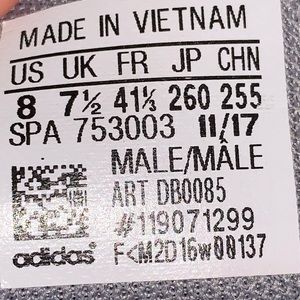 MADE IN VIETNAM
US UK FR JP CHN
8 7½ 41⅓ 260 255
SPA 753003 11/17
MALE/MÂLE
ART DB0085
#119071299
adidas F<M2D16W00137